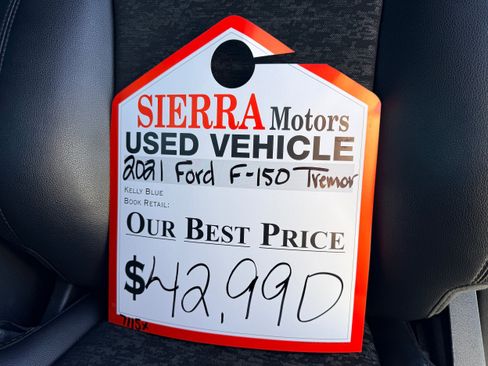 SIERRA Motors
USED VEHICLE
2021 Ford F-150 Tremor
KELLY BLUE
BOOK RETAIL:
OUR BEST PRICE
$42,990